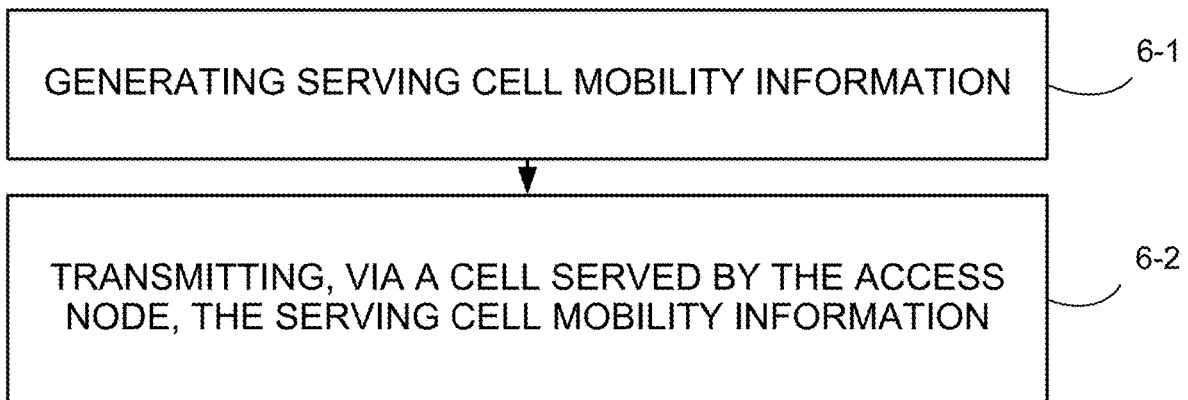 GENERATING SERVING CELL MOBILITY INFORMATION
6-1
TRANSMITTING, VIA A CELL SERVED BY THE ACCESS
NODE, THE SERVING CELL MOBILITY INFORMATION
6-2